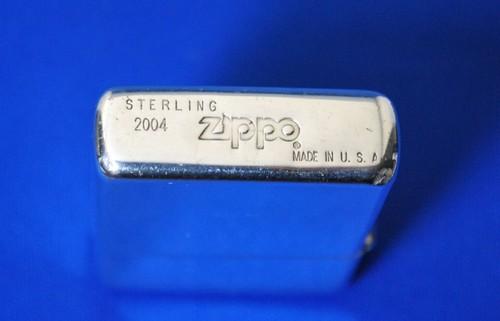 STERLING
2004 zippo®
MADE IN U. S. A